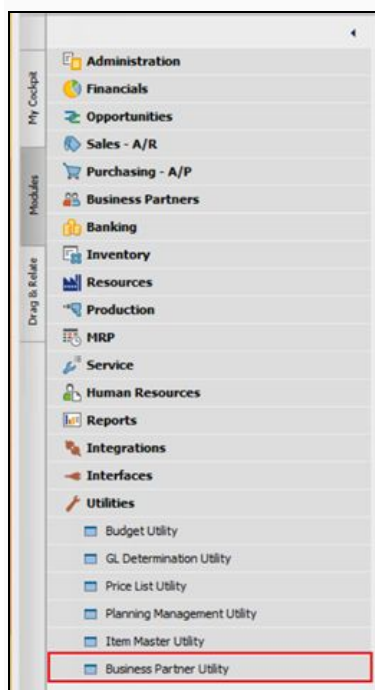 My Cockpit
Modules
Drag & Relate
Administration
Financials
Opportunities
Sales - A/R
Purchasing - A/P
Business Partners
Banking
Inventory
Resources
Production
MRP
Service
Human Resources
Reports
Integrations
Interfaces
Utilities
Budget Utility
GL Determination Utility
Price List Utility
Planning Management Utility
Item Master Utility
Business Partner Utility